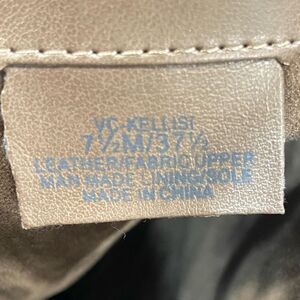 VC-KELLISI
7½M/37½
LEATHER/FABRIC UPPER
MAN MADE LINING/SOLE
MADE IN CHINA